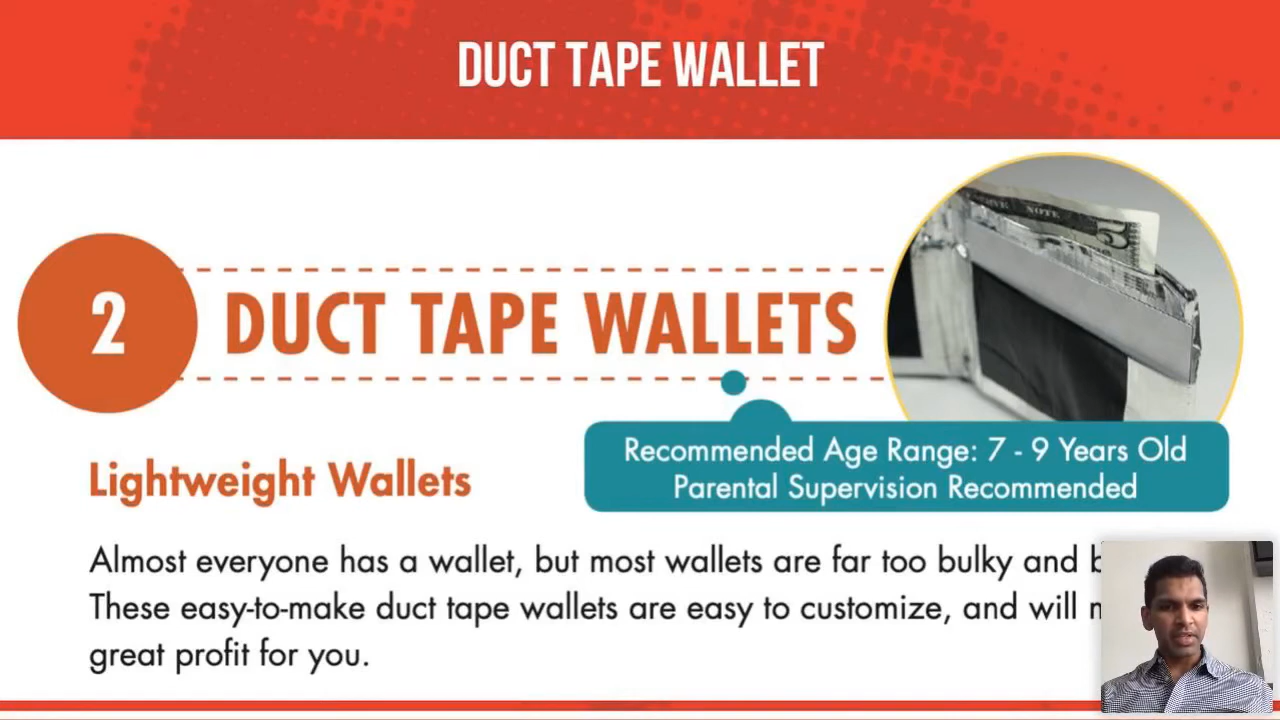 DUCT TAPE WALLET
2
DUCT TAPE WALLETS
NOTE
5
Recommended Age Range: 7 - 9 Years Old
Parental Supervision Recommended
Lightweight Wallets
Almost everyone has a wallet, but most wallets are far too bulky and
These easy-to-make duct tape wallets are easy to customize, and will
great profit for you.